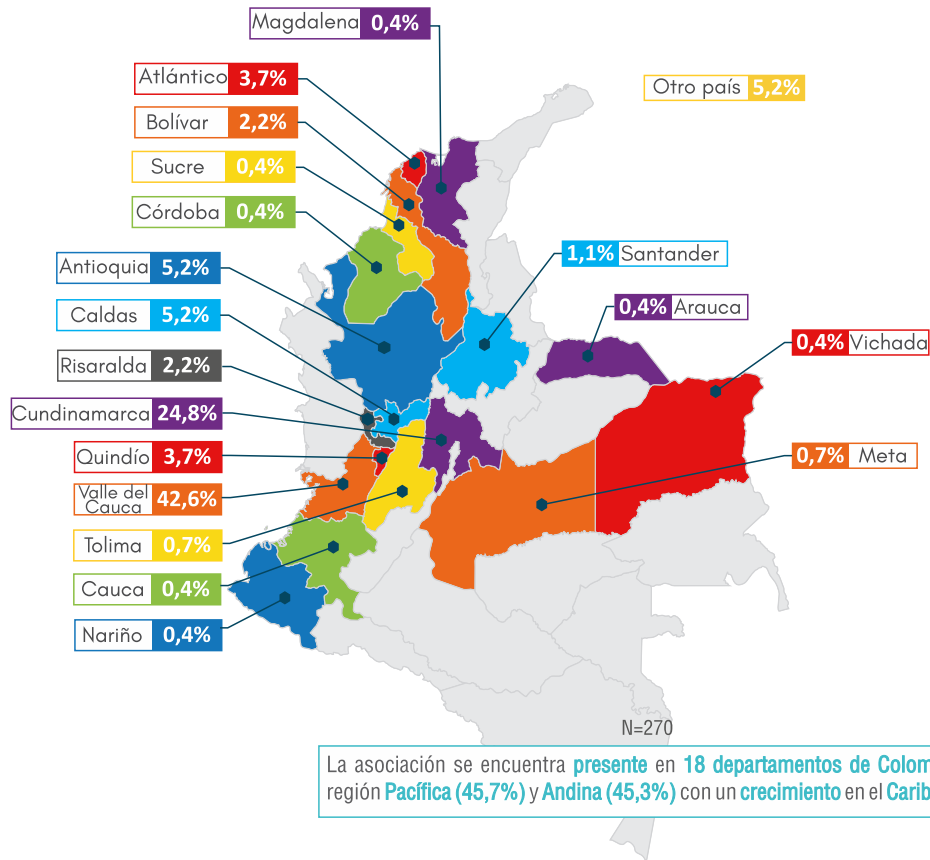 Magdalena 0,4%
Atlántico 3,7%
Otro país 5,2%
Bolívar 2,2%
Sucre 0,4%
Córdoba 0,4%
1,1% Santander
Antioquia 5,2%
0,4% Arauca
Caldas 5,2%
0,4% Vichada
Risaralda 2,2%
Cundinamarca 24,8%
Quindío 3,7%
0,7% Meta
Valle del
Cauca 42,6%
Tolima 0,7%
Cauca 0,4%
Nariño 0,4%
N=270
La asociación se encuentra presente en 18 departamentos de Colom
región Pacífica (45,7%) y Andina (45,3%) con un crecimiento en el Carib